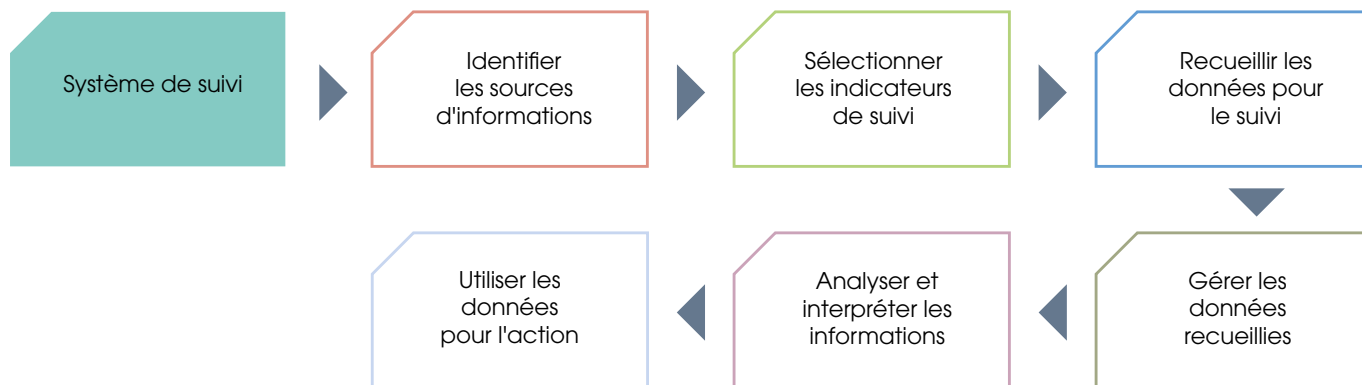 Système de suivi
Identifier
les sources
d'informations
Sélectionner
les indicateurs
de suivi
Recueillir les
données pour
le suivi
Gérer les
données
recueillies
Analyser et
interpréter les
informations
Utiliser les
données
pour l'action